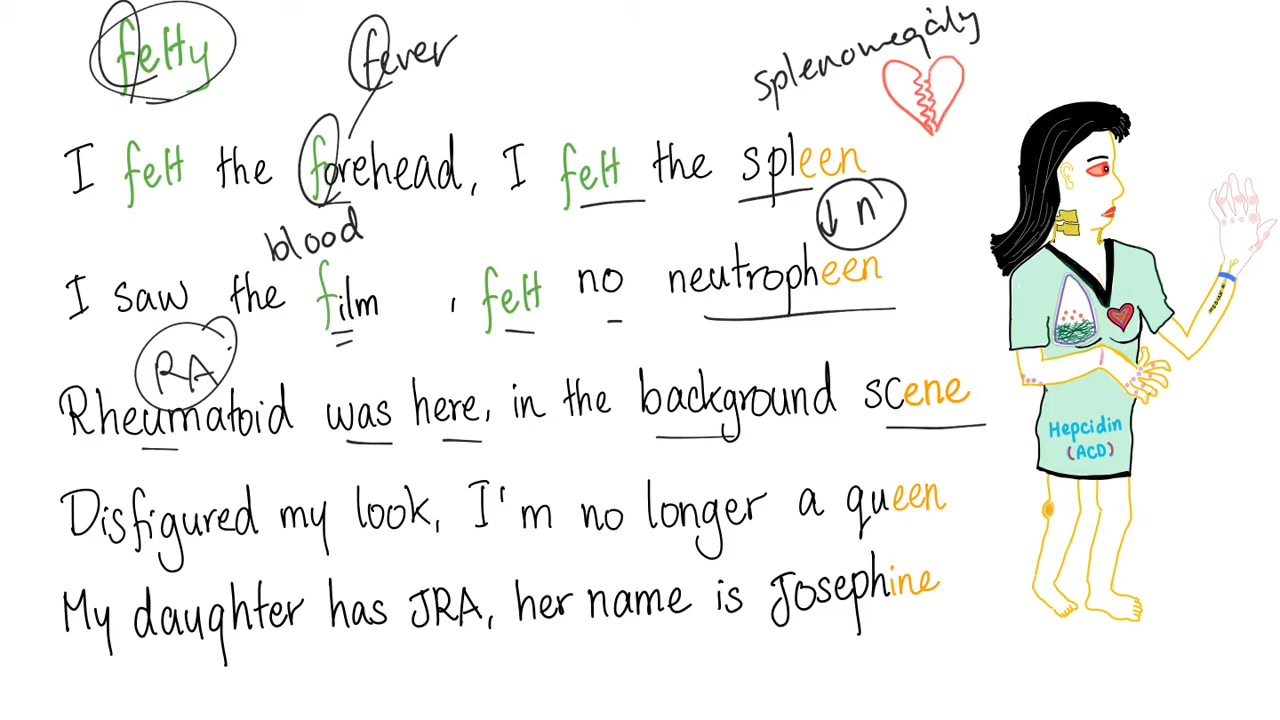 felty
fever
splenomegaly
I felt the forehead, I felt the spleen
blood
↓ n
I saw the film, felt no neutropheen
RA
Rheumatoid was here, in the background scene
Hepcidin
(ACD)
Disfigured my look, I'm no longer a queen
My daughter has JRA, her name is Josephine
MEDIAN